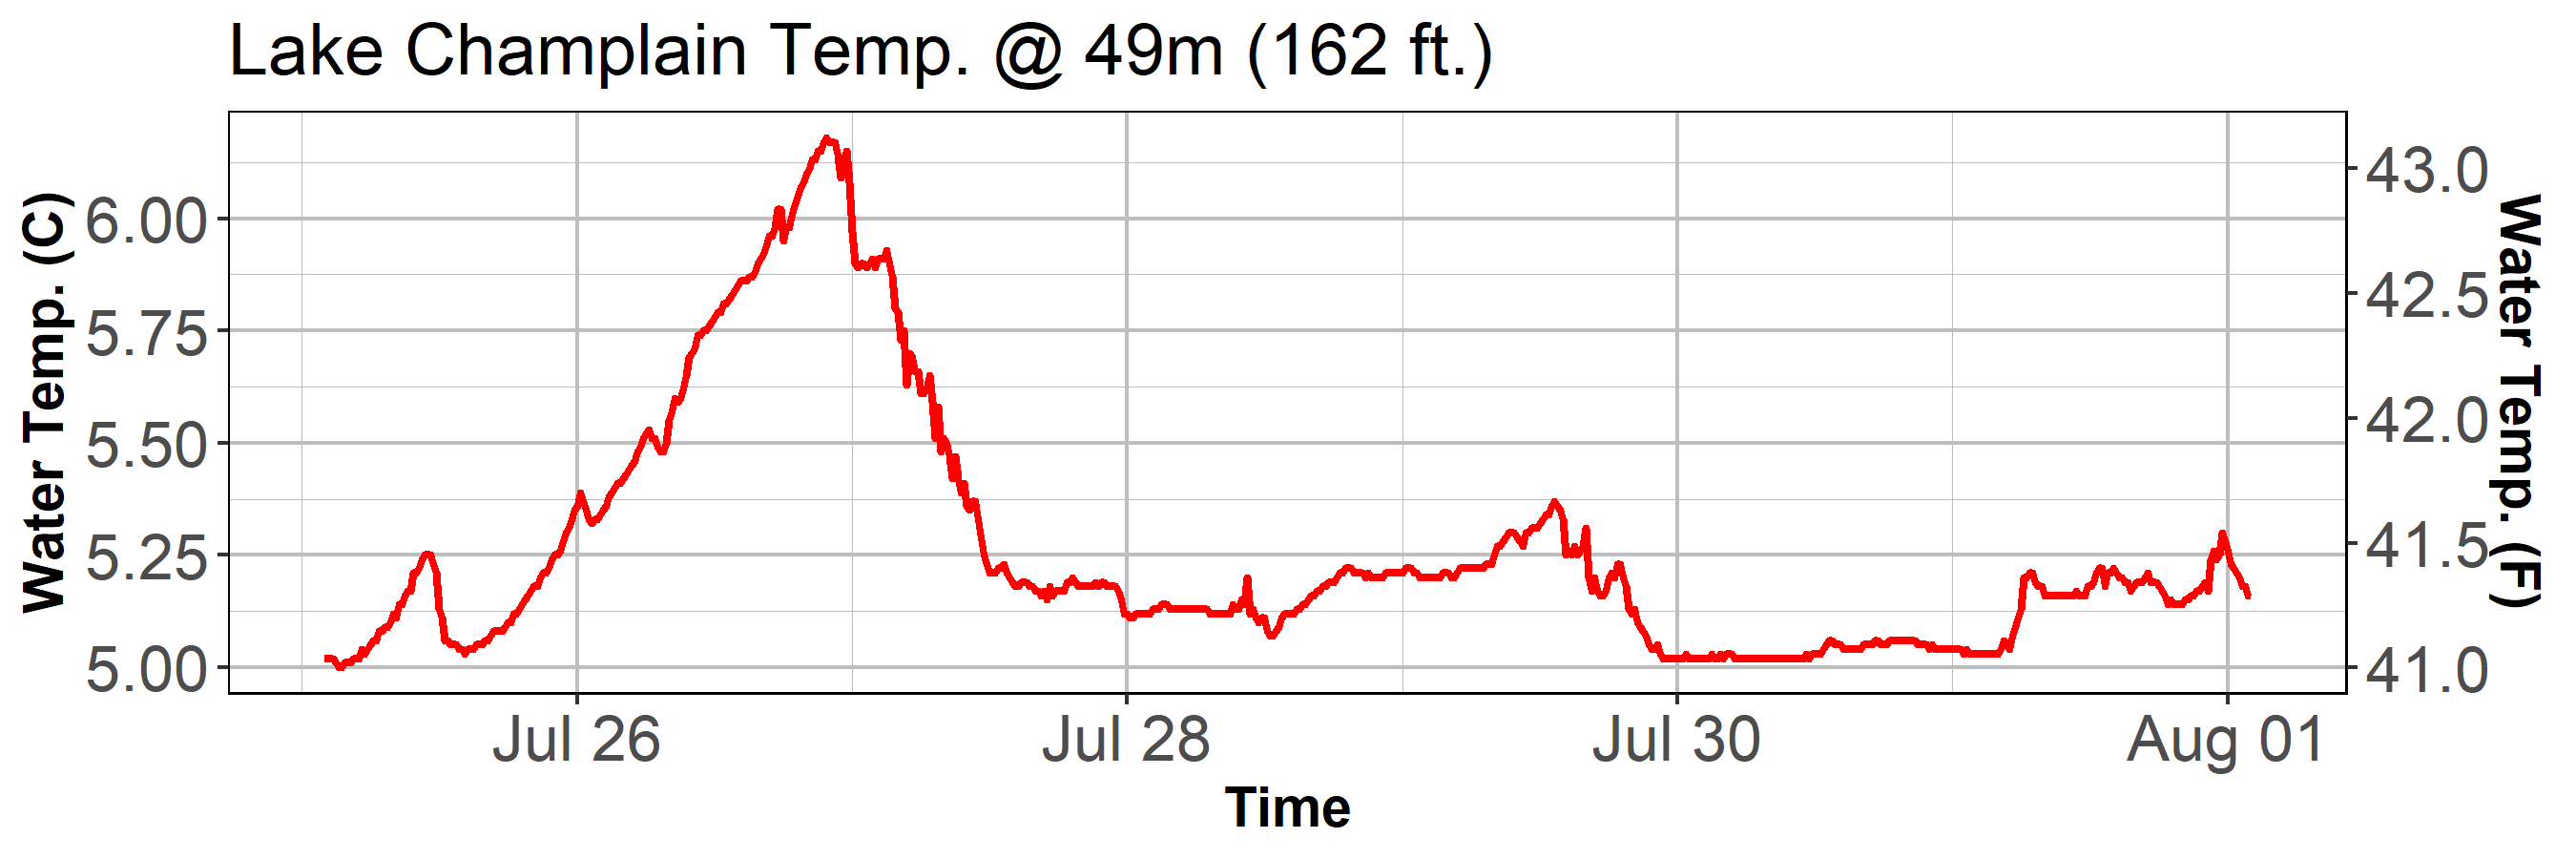 Lake Champlain Temp. @ 49m (162 ft.)
Water Temp. (C)
6.00
5.75
5.50
5.25
5.00
43.0
42.5
42.0
41.5
41.0
Water Temp. (F)
Jul 26 Jul 28 Jul 30 Aug 01
Time